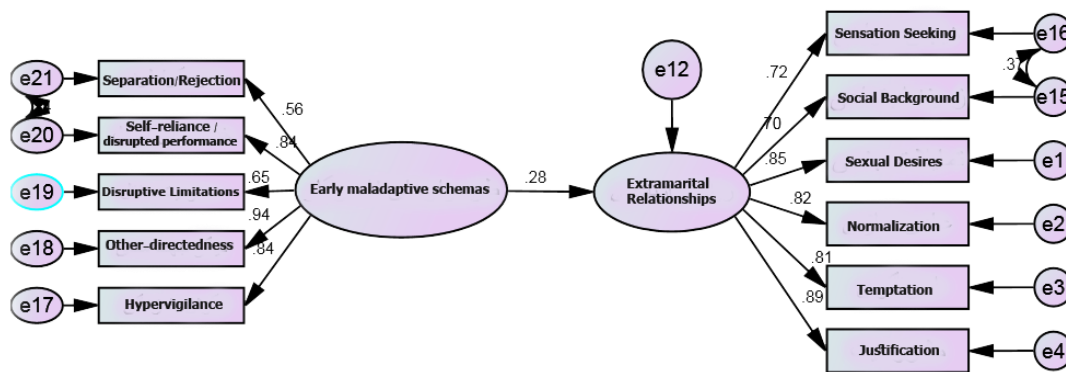 e21
Separation/Rejection
e20
Self-reliance /
disrupted performance
e19
Disruptive Limitations
e18
Other-directedness
e17
Hypervigilance
.56
.84
.65
.94
.84
Early maladaptive schemas
.28
e12
Extramarital
Relationships
.72
.70
.85
.82
.81
.89
Sensation Seeking
e16
.37
Social Background
e15
Sexual Desires
e1
Normalization
e2
Temptation
e3
Justification
e4